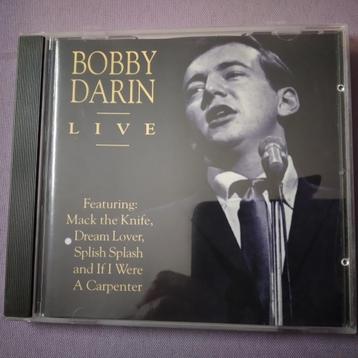 BOBBY
DARIN
LIVE
Featuring:
Mack the Knife,
Dream Lover,
Splish Splash
and If I Were
A Carpenter